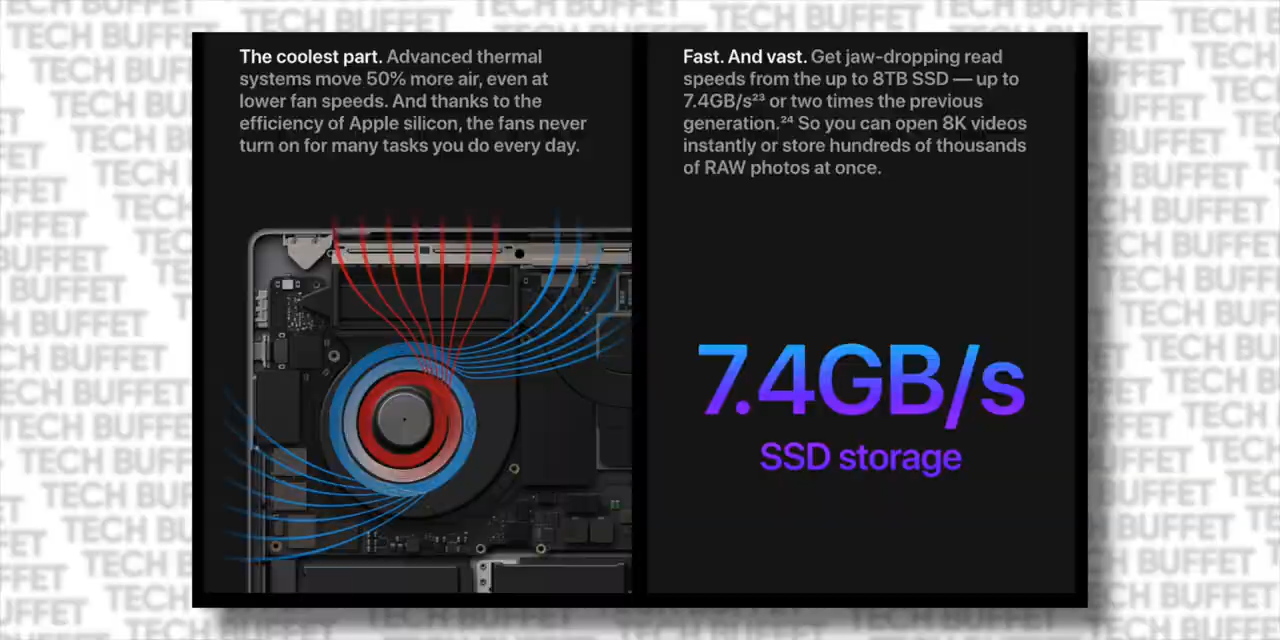 The coolest part. Advanced thermal
systems move 50% more air, even at
lower fan speeds. And thanks to the
efficiency of Apple silicon, the fans never
turn on for many tasks you do every day.
Fast. And vast. Get jaw-dropping read
speeds from the up to 8TB SSD — up to
7.4GB/s²³ or two times the previous
generation.²⁴ So you can open 8K videos
instantly or store hundreds of thousands
of RAW photos at once.
7.4GB/s
SSD storage
TECH BUFFET